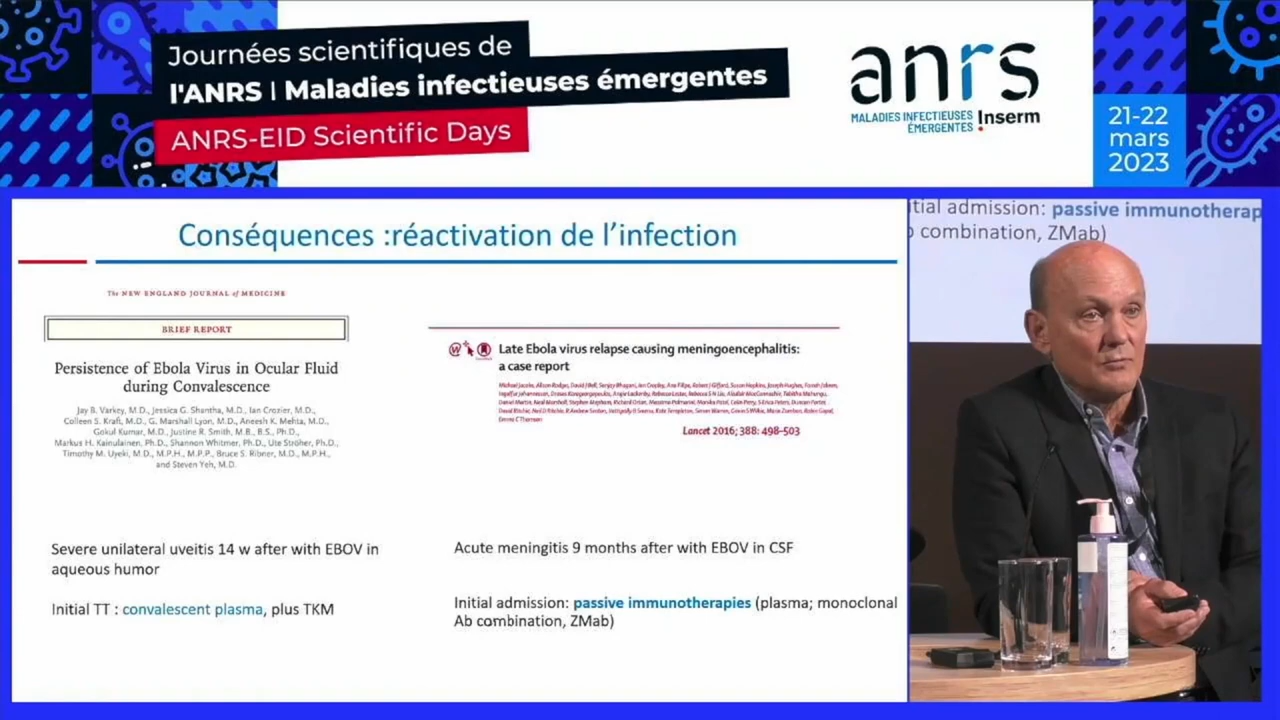 Journées scientifiques de
l'ANRS | Maladies infectieuses émergentes
ANRS-EID Scientific Days
anrs
MALADIES INFECTIEUSES
ÉMERGENTES Inserm
21-22
mars
2023
Conséquences :réactivation de l'infection
The NEW ENGLAND JOURNAL of MEDICINE
BRIEF REPORT
Persistence of Ebola Virus in Ocular Fluid
during Convalescence
Jay B. Varkey, M.D., Jessica G. Shantha, M.D., Ian Crozier, M.D.,
Colleen S. Kraft, M.D., G. Marshall Lyon, M.D., Aneesh K. Mehta, M.D.,
Gokul Kumar, M.D., Justine R. Smith, M.B., B.S., Ph.D.,
Markus H. Kainulainen, Ph.D., Shannon Whitmer, Ph.D., Ute Ströher, Ph.D.,
Timothy M. Uyeki, M.D., M.P.H., M.P.P., Bruce S. Ribner, M.D., M.P.H.,
and Steven Yeh, M.D.
Severe unilateral uveitis 14 w after with EBOV in
aqueous humor
Initial TT : convalescent plasma, plus TKM
Late Ebola virus relapse causing meningoencephalitis:
a case report
Lancet 2016; 388: 498–503
Acute meningitis 9 months after with EBOV in CSF
Initial admission: passive immunotherapies (plasma; monoclonal
Ab combination, ZMab)
itial admission: passive immunotherap
combination, ZMab)